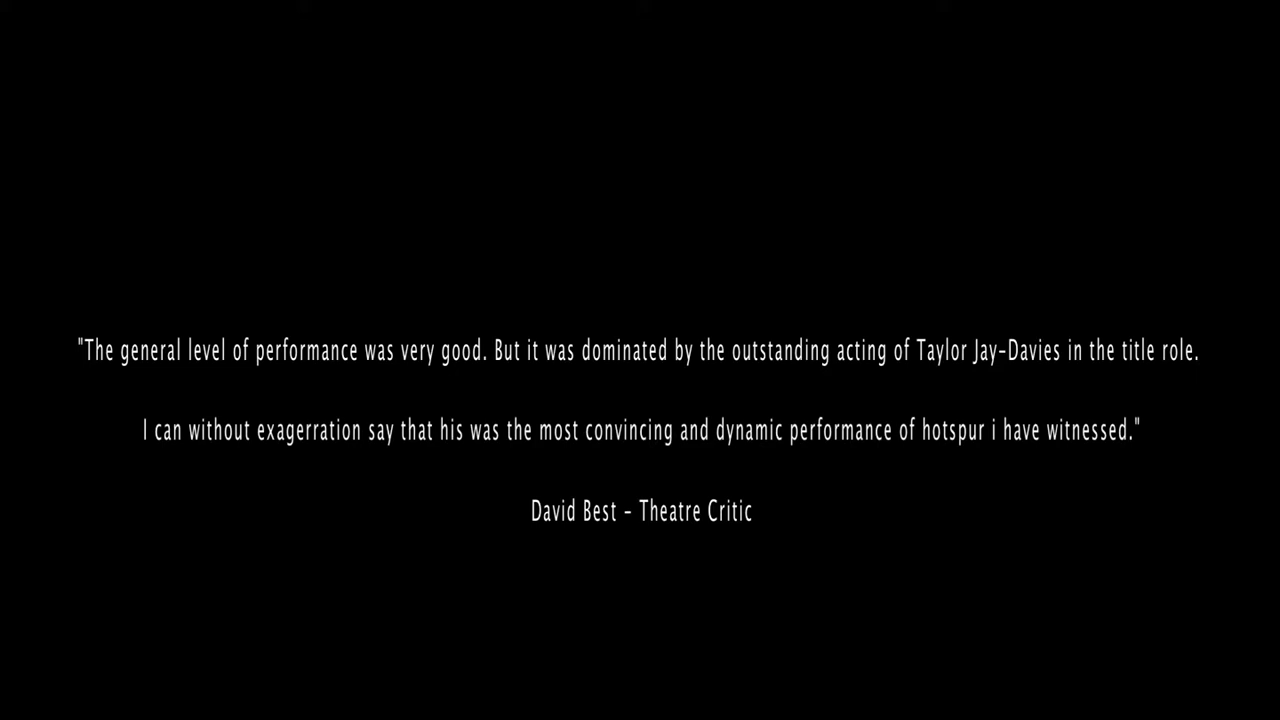 "The general level of performance was very good. But it was dominated by the outstanding acting of Taylor Jay-Davies in the title role.
I can without exagerration say that his was the most convincing and dynamic performance of hotspur i have witnessed."
David Best - Theatre Critic